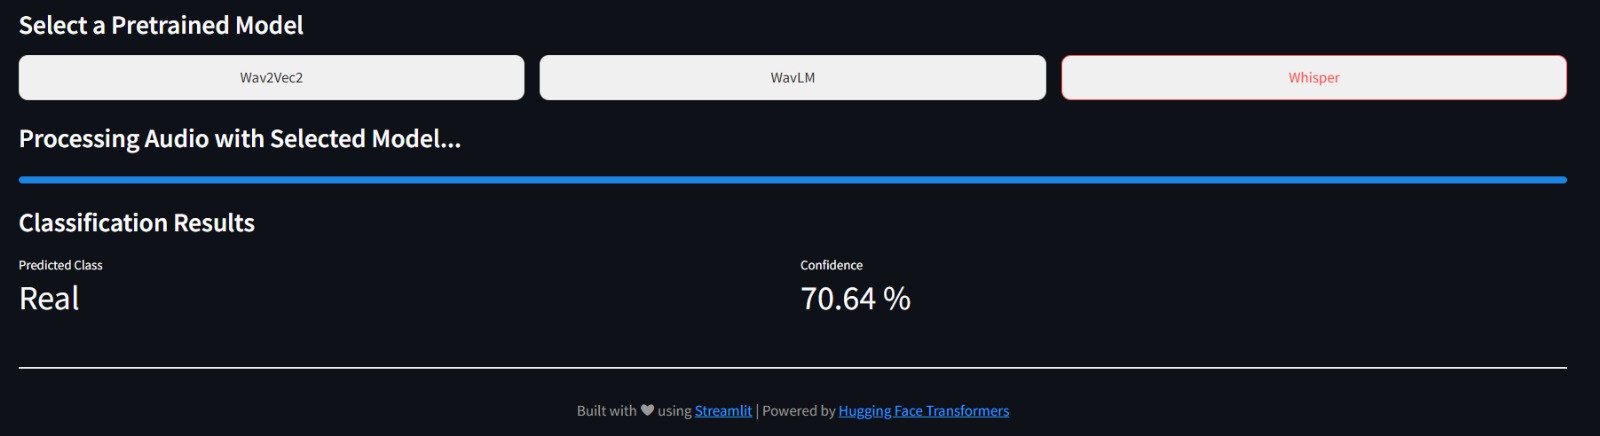 Select a Pretrained Model
Wav2Vec2
WavLM
Whisper
Processing Audio with Selected Model...
Classification Results
Predicted Class
Confidence
Real
70.64 %
Built with 🖤 using Streamlit | Powered by Hugging Face Transformers